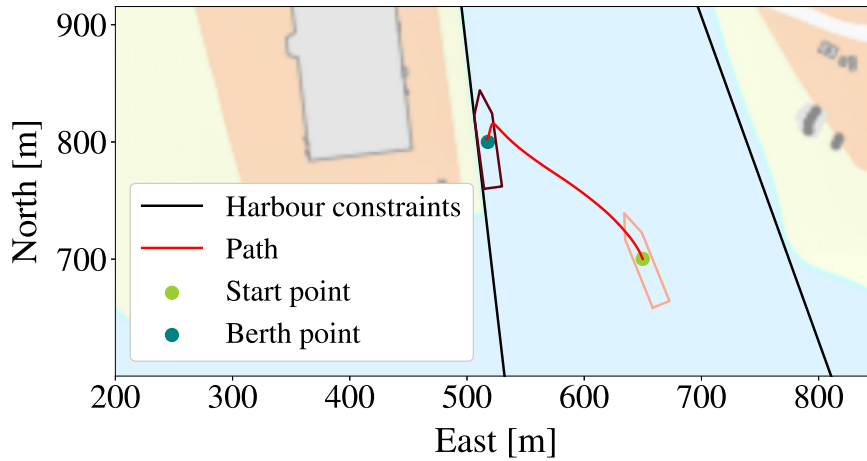 900
800
700
North [m]
Harbour constraints
Path
Start point
Berth point
200 300 400 500 600 700 800
East [m]